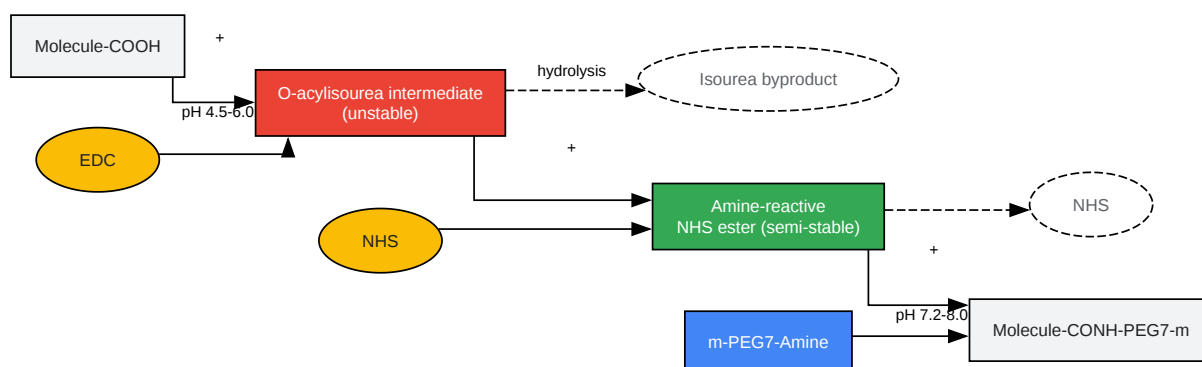 Molecule-COOH
+
pH 4.5-6.0
O-acylisourea intermediate
(unstable)
hydrolysis
Isourea byproduct
EDC
+
NHS
Amine-reactive
NHS ester (semi-stable)
NHS
+
pH 7.2-8.0
m-PEG7-Amine
Molecule-CONH-PEG7-m